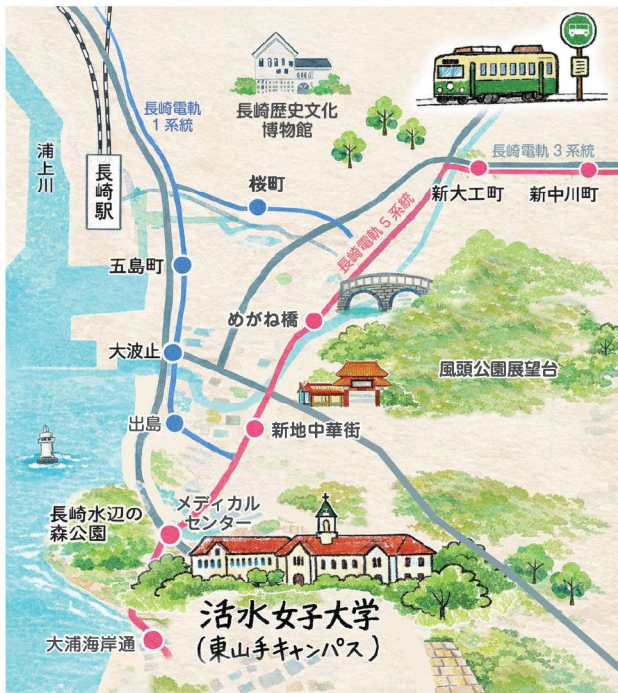 長崎電軌
1系統
長崎歴史文化
博物館
浦上川
長崎駅
桜町
長崎電軌3系統
新大工町
新中川町
五島町
長崎電軌5系統
めがね橋
大波止
風頭公園展望台
出島
新地中華街
メディカル
センター
長崎水辺の
森公園
活水女子大学
(東山手キャンパス)
大浦海岸通